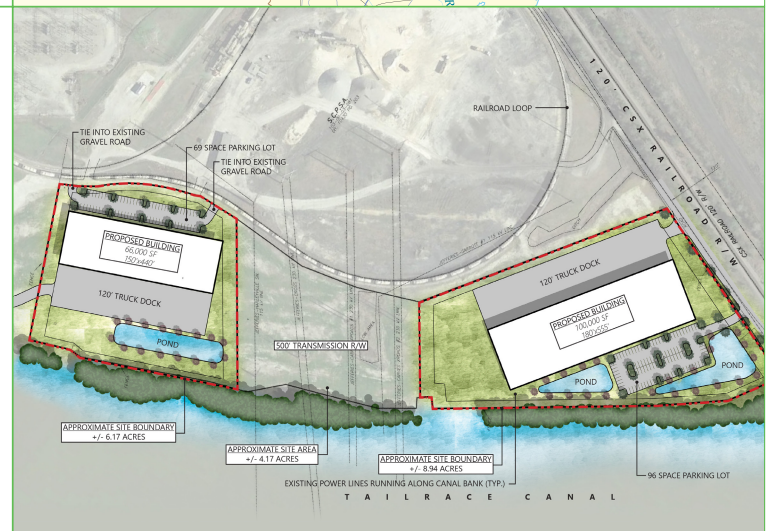 R
S.C.P.S.A.
RAILROAD LOOP
120' CSX RAILROAD R/W
CSX RAILROAD 120' R/W
TIE INTO EXISTING
GRAVEL ROAD
69 SPACE PARKING LOT
TIE INTO EXISTING
GRAVEL ROAD
PROPOSED BUILDING
66,000 SF
150'x440'
120' TRUCK DOCK
POND
500' TRANSMISSION R/W
120' TRUCK DOCK
PROPOSED BUILDING
100,000 SF
180'x555'
POND
POND
APPROXIMATE SITE BOUNDARY
+/- 6.17 ACRES
APPROXIMATE SITE AREA
+/- 4.17 ACRES
APPROXIMATE SITE BOUNDARY
+/- 8.94 ACRES
96 SPACE PARKING LOT
EXISTING POWER LINES RUNNING ALONG CANAL BANK (TYP.)
TAILRACE CANAL